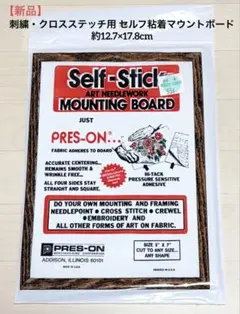 【新品】
刺繍・クロスステッチ用 セルフ粘着マウントボード
約12.7×17.8cm
Self-Stick
ART NEEDLEWORK
MOUNTING BOARD
JUST
PRES-ON®...
FABRIC ADHERES TO BOARD
ACCURATE CENTERING...
REMAINS SMOOTH &
WRINKLE FREE...
ALL FOUR SIDES STAY
STRAIGHT AND SQUARE.
HI-TACK
PRESSURE SENSITIVE
ADHESIVE
DO YOUR OWN MOUNTING AND FRAMING
NEEDLEPOINT • CROSS STITCH • CREWEL
• EMBROIDERY AND
ALL OTHER FORMS OF ART ON FABRIC.
PRES-ON
ADDISON, ILLINOIS 60101
MADE IN U.S.A.
SIZE 5" X 7"
CUT TO ANY SIZE...
ANY SHAPE